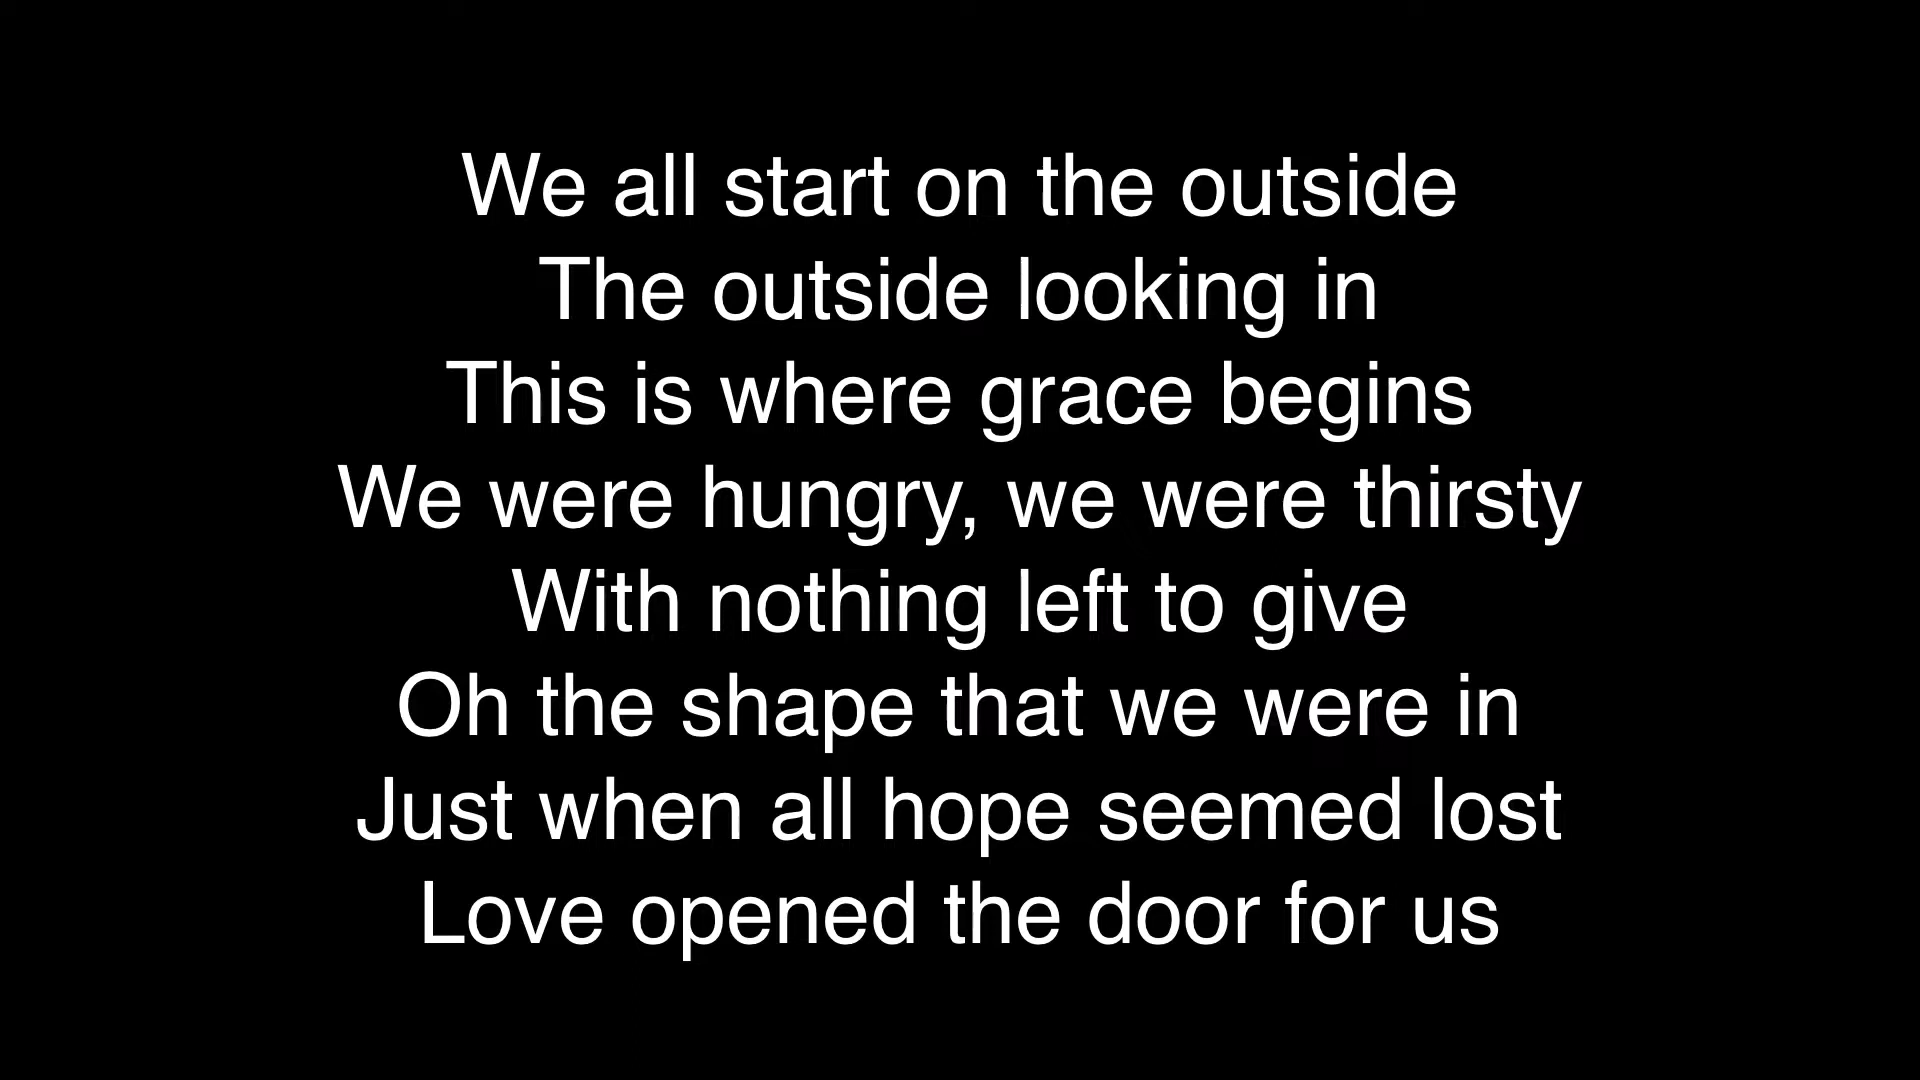 We all start on the outside
The outside looking in
This is where grace begins
We were hungry, we were thirsty
With nothing left to give
Oh the shape that we were in
Just when all hope seemed lost
Love opened the door for us